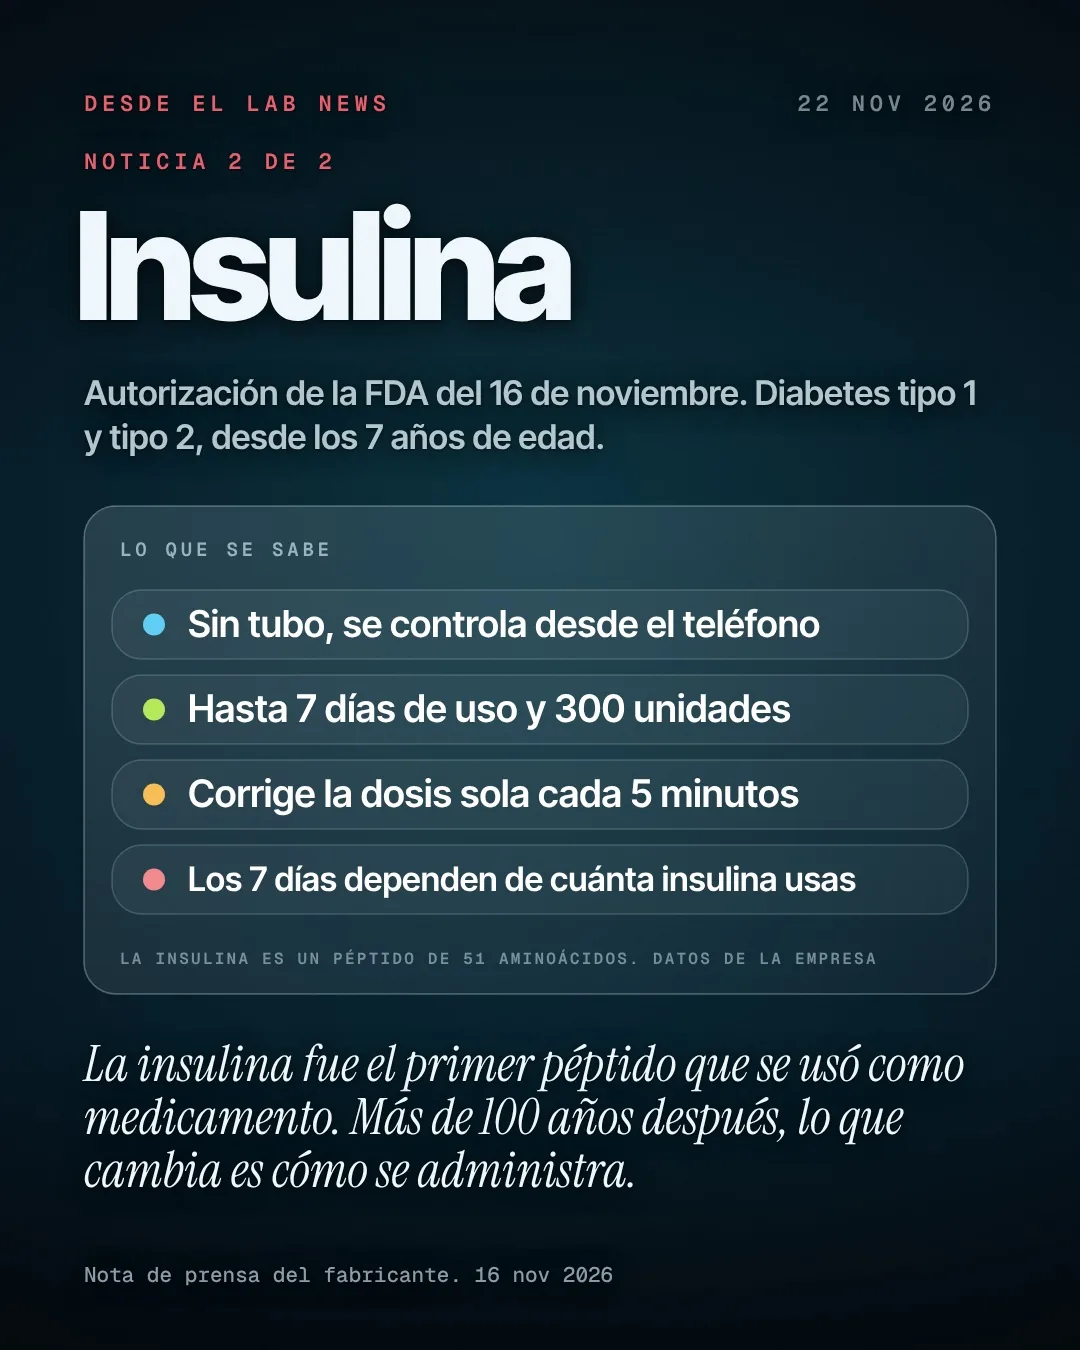 DESDE EL LAB NEWS
22 NOV 2026
NOTICIA 2 DE 2
Insulina
Autorización de la FDA del 16 de noviembre. Diabetes tipo 1
y tipo 2, desde los 7 años de edad.
LO QUE SE SABE
Sin tubo, se controla desde el teléfono
Hasta 7 días de uso y 300 unidades
Corrige la dosis sola cada 5 minutos
Los 7 días dependen de cuánta insulina usas
LA INSULINA ES UN PÉPTIDO DE 51 AMINOÁCIDOS. DATOS DE LA EMPRESA
La insulina fue el primer péptido que se usó como
medicamento. Más de 100 años después, lo que
cambia es cómo se administra.
Nota de prensa del fabricante. 16 nov 2026